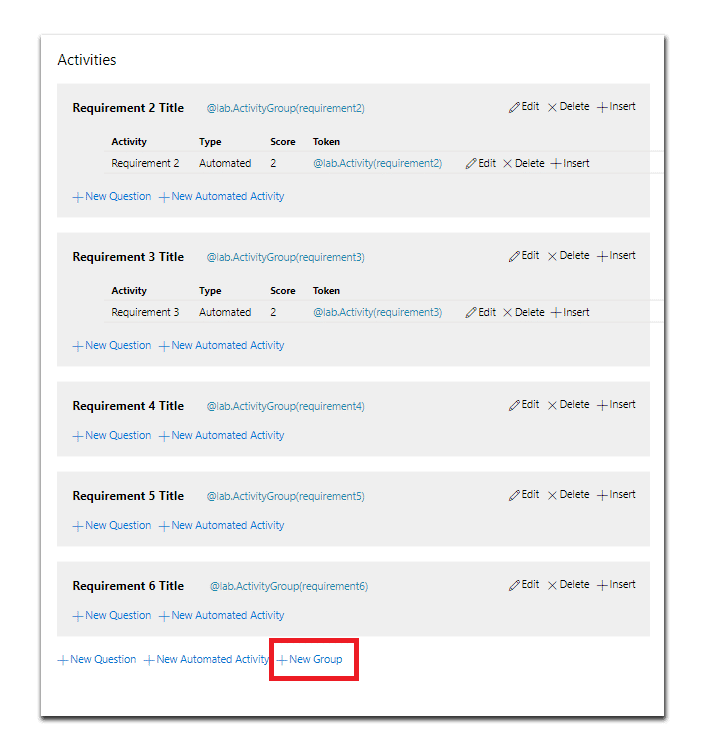 Activities
Requirement 2 Title @lab.ActivityGroup(requirement2) Edit Delete Insert
Activity Type Score Token
Requirement 2 Automated 2 @lab.Activity(requirement2) Edit Delete Insert
New Question New Automated Activity
Requirement 3 Title @lab.ActivityGroup(requirement3) Edit Delete Insert
Activity Type Score Token
Requirement 3 Automated 2 @lab.Activity(requirement3) Edit Delete Insert
New Question New Automated Activity
Requirement 4 Title @lab.ActivityGroup(requirement4) Edit Delete Insert
New Question New Automated Activity
Requirement 5 Title @lab.ActivityGroup(requirement5) Edit Delete Insert
New Question New Automated Activity
Requirement 6 Title @lab.ActivityGroup(requirement6) Edit Delete Insert
New Question New Automated Activity
New Question New Automated Activity New Group